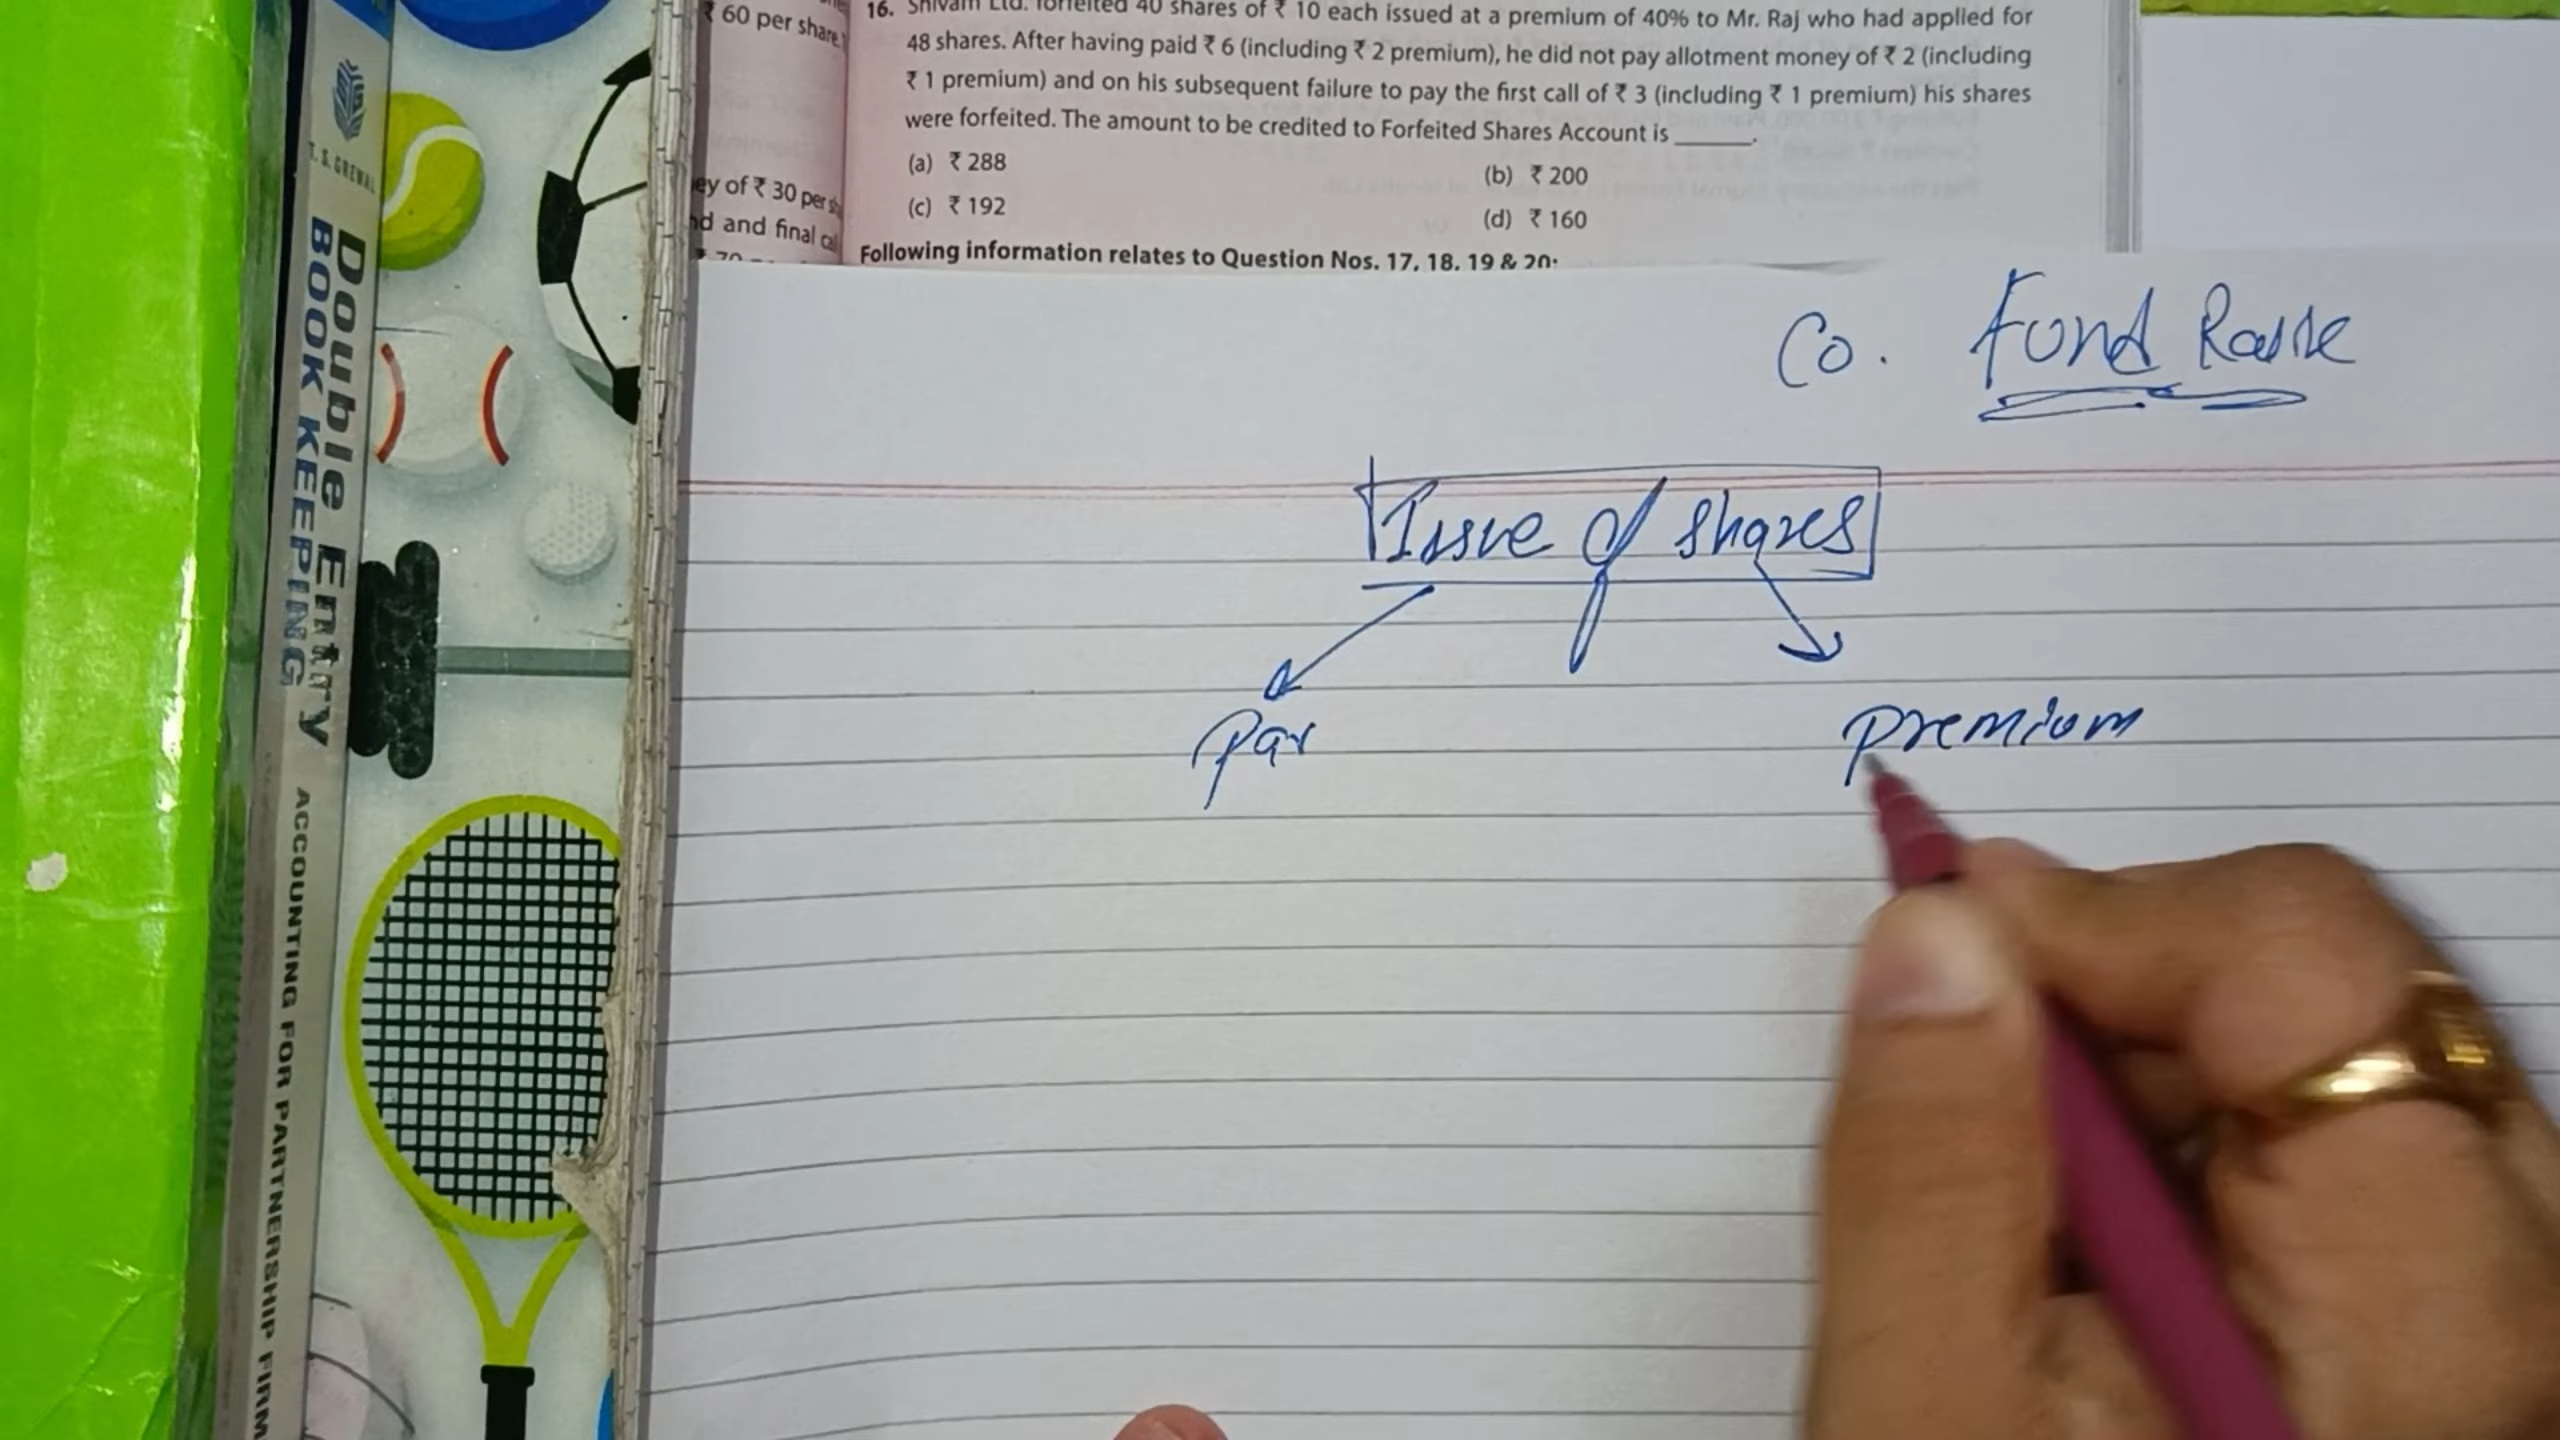 ₹ 60 per share
ey of ₹ 30 per
nd and final
16. Shivam Ltd. forfeited 40 shares of ₹ 10 each issued at a premium of 40% to Mr. Raj who had applied for
48 shares. After having paid ₹ 6 (including ₹ 2 premium), he did not pay allotment money of ₹ 2 (including
₹ 1 premium) and on his subsequent failure to pay the first call of ₹ 3 (including ₹ 1 premium) his shares
were forfeited. The amount to be credited to Forfeited Shares Account is ______.
(a) ₹ 288 (b) ₹ 200
(c) ₹ 192 (d) ₹ 160
Following information relates to Question Nos. 17, 18, 19 & 20:
Co. Fond Raise
Issue of shares
Par Premium
T. S. GREWAL
Double Entry
BOOK KEEPING
ACCOUNTING FOR PARTNERSHIP FIRM